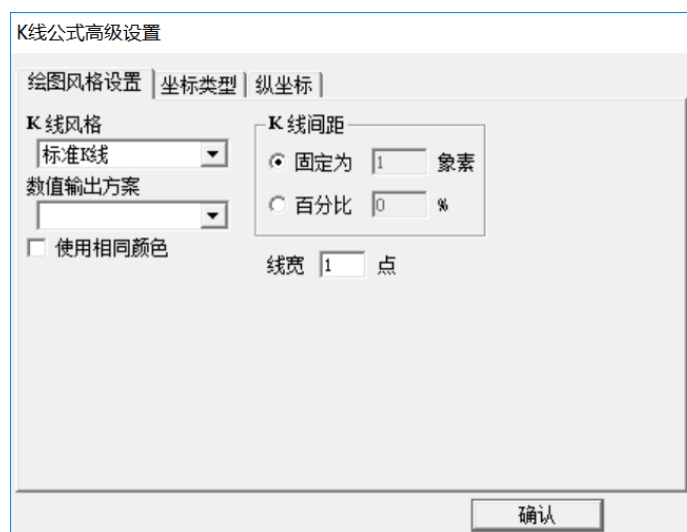 K线公式高级设置
绘图风格设置 坐标类型 纵坐标
K 线风格
标准K线
数值输出方案
使用相同颜色
K 线间距
固定为 1 象素
百分比 0 %
线宽 1 点
确认